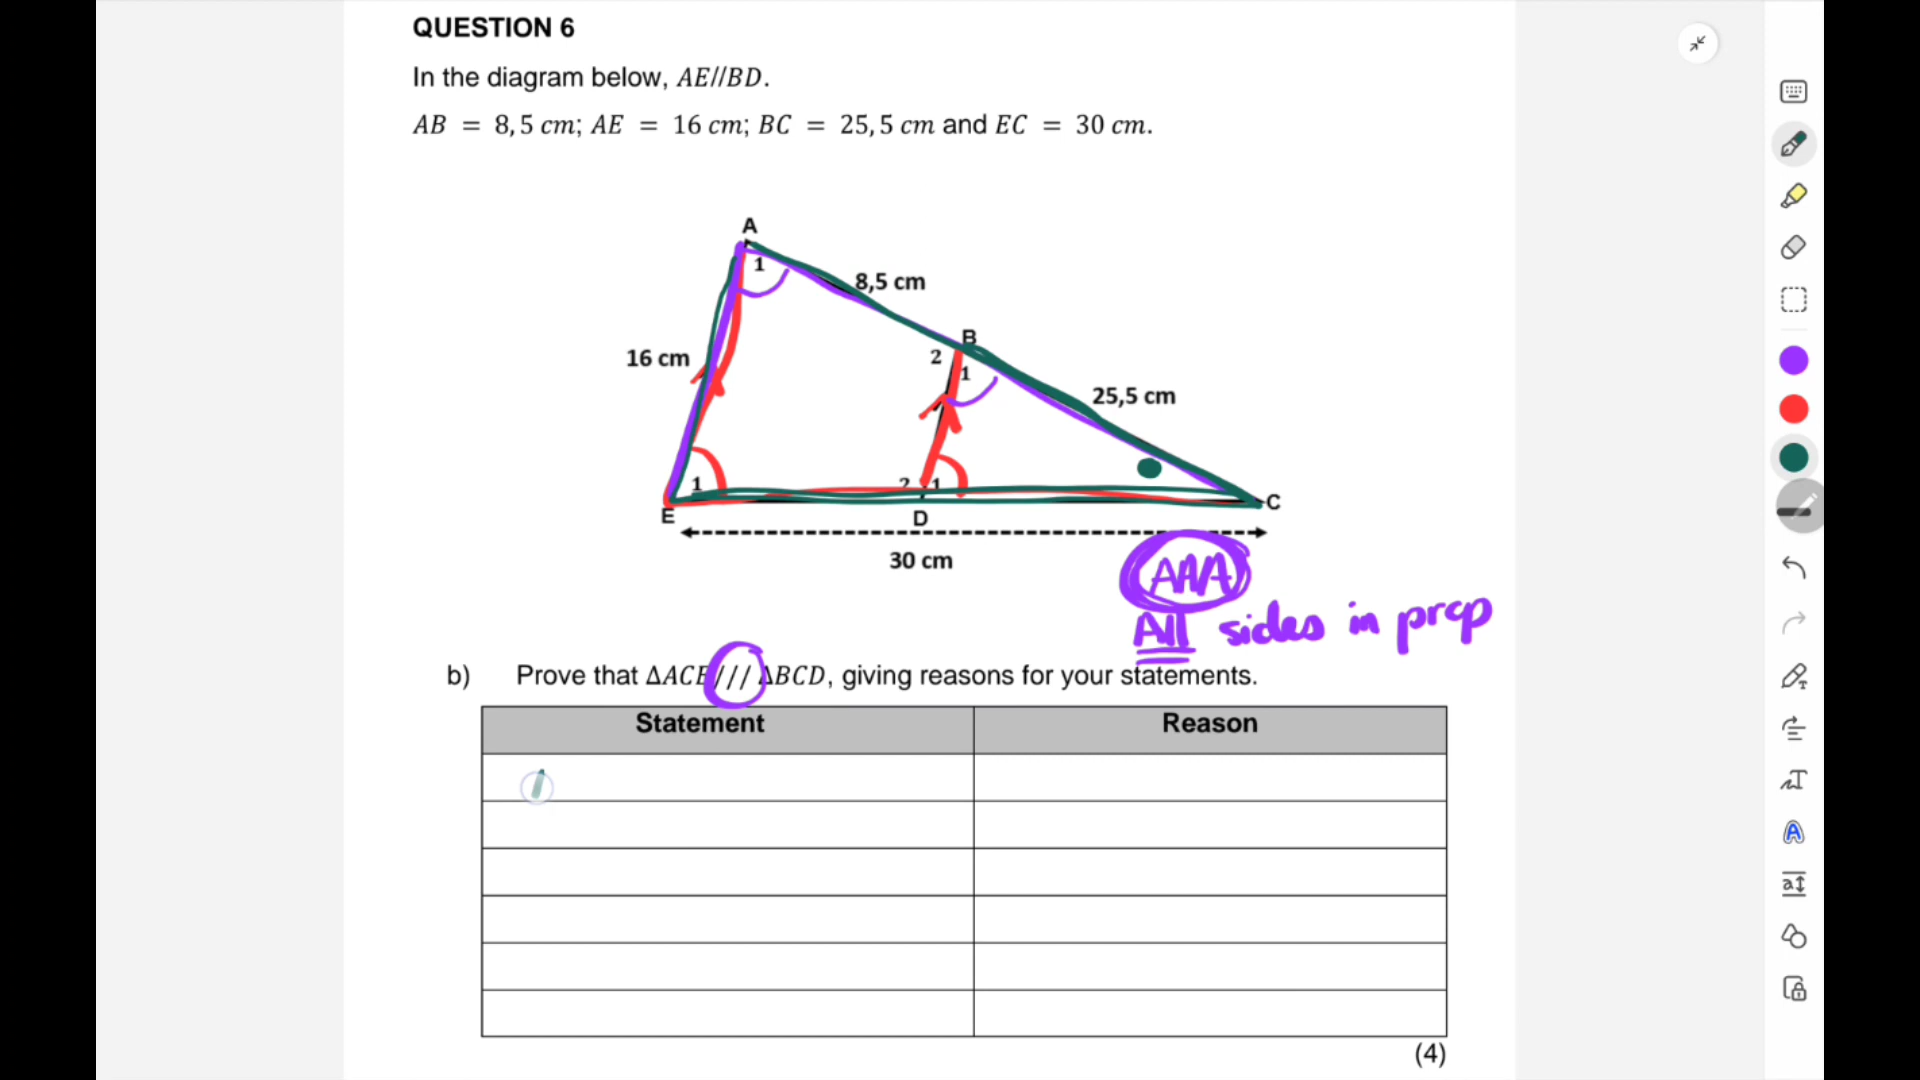 QUESTION 6
In the diagram below, AE//BD.
AB = 8,5 cm; AE = 16 cm; BC = 25,5 cm and EC = 30 cm.
A
1
8,5 cm
B
2
1
16 cm
25,5 cm
1
2
1
E
D
C
30 cm
AAA
All sides in prop
b) Prove that ΔACE /// ΔBCD, giving reasons for your statements.
Statement Reason
(4)